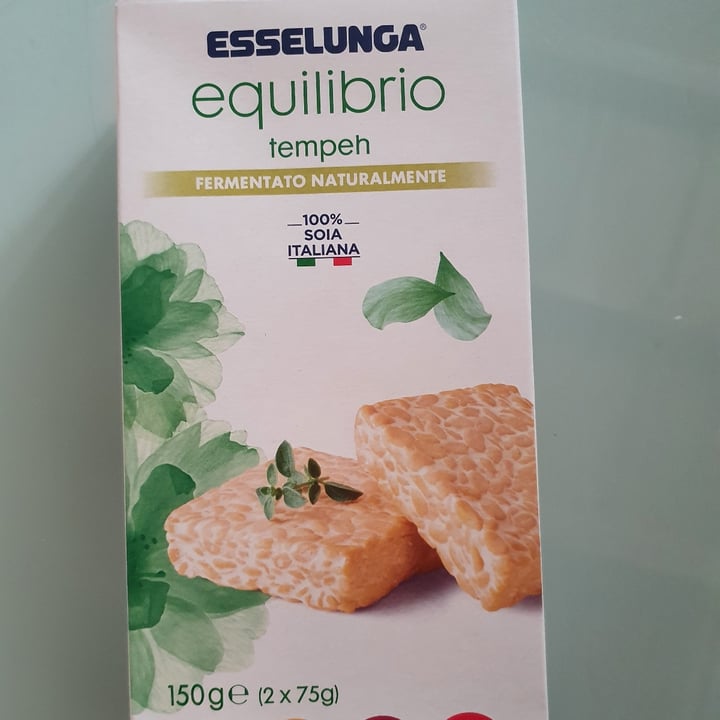 ESSELUNGA®
equilibrio
tempeh
FERMENTATO NATURALMENTE
100%
SOIA
ITALIANA
150g℮ (2 x 75g)